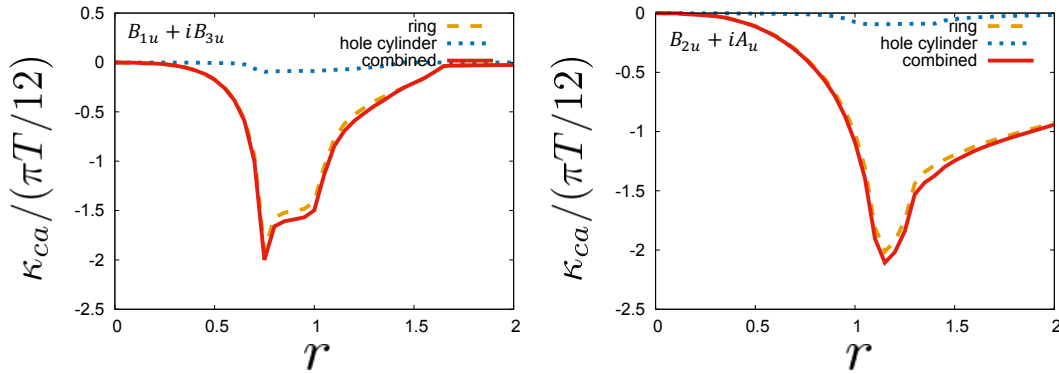 B1u + iB3u
ring
hole cylinder
combined
0.5
0
-0.5
-1
-1.5
-2
-2.5
κca/(πT/12)
0
0.5
1
1.5
2
r
B2u + iAu
ring
hole cylinder
combined
0
-0.5
-1
-1.5
-2
-2.5
κca/(πT/12)
0
0.5
1
1.5
2
r